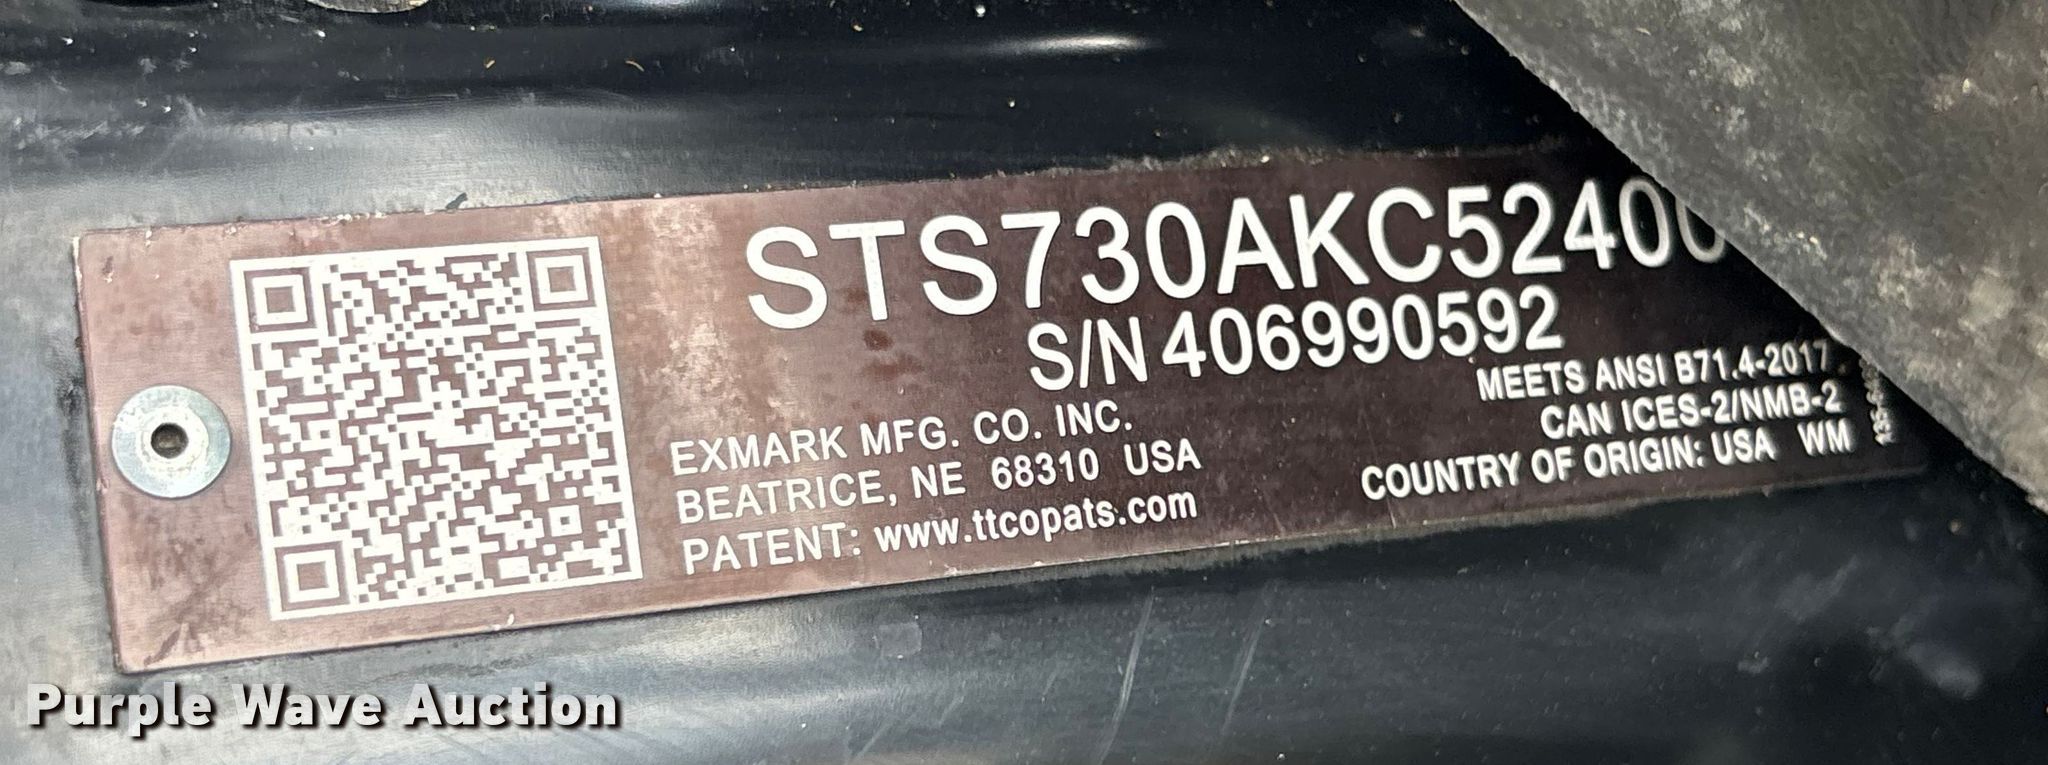 STS730AKC52400
S/N 406990592
MEETS ANSI B71.4-2017
CAN ICES-2/NMB-2
COUNTRY OF ORIGIN: USA WM
EXMARK MFG. CO. INC.
BEATRICE, NE 68310 USA
PATENT: www.ttcopats.com
Purple Wave Auction